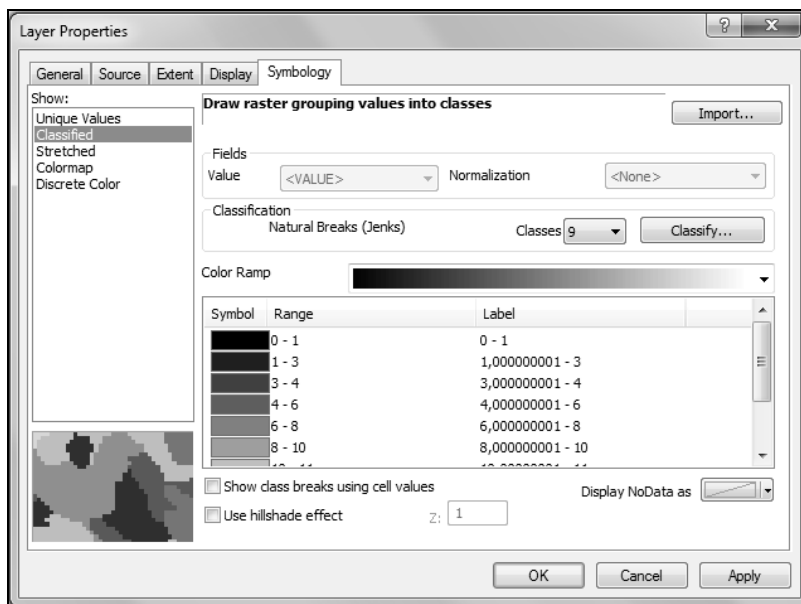 Layer Properties
General Source Extent Display Symbology
Show:
Unique Values
Classified
Stretched
Colormap
Discrete Color
Draw raster grouping values into classes
Import...
Fields
Value <VALUE> Normalization <None>
Classification
Natural Breaks (Jenks) Classes 9 Classify...
Color Ramp
Symbol Range Label
0 - 1 0 - 1
1 - 3 1,000000001 - 3
3 - 4 3,000000001 - 4
4 - 6 4,000000001 - 6
6 - 8 6,000000001 - 8
8 - 10 8,000000001 - 10
Show class breaks using cell values Display NoData as
Use hillshade effect Z: 1
OK Cancel Apply